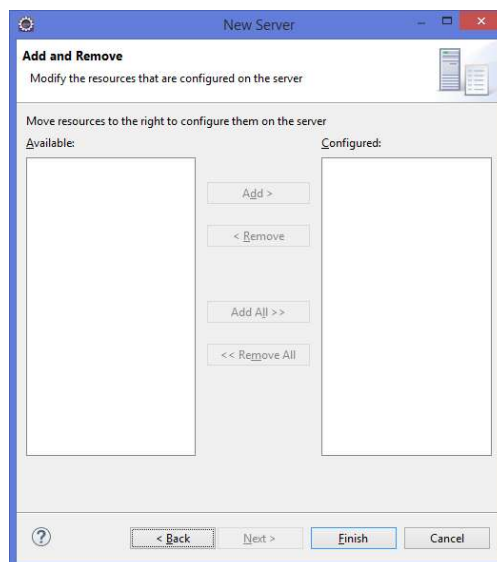 New Server
Add and Remove
Modify the resources that are configured on the server
Move resources to the right to configure them on the server
Available:
Configured:
Add >
< Remove
Add All >>
<< Remove All
?
< Back
Next >
Finish
Cancel